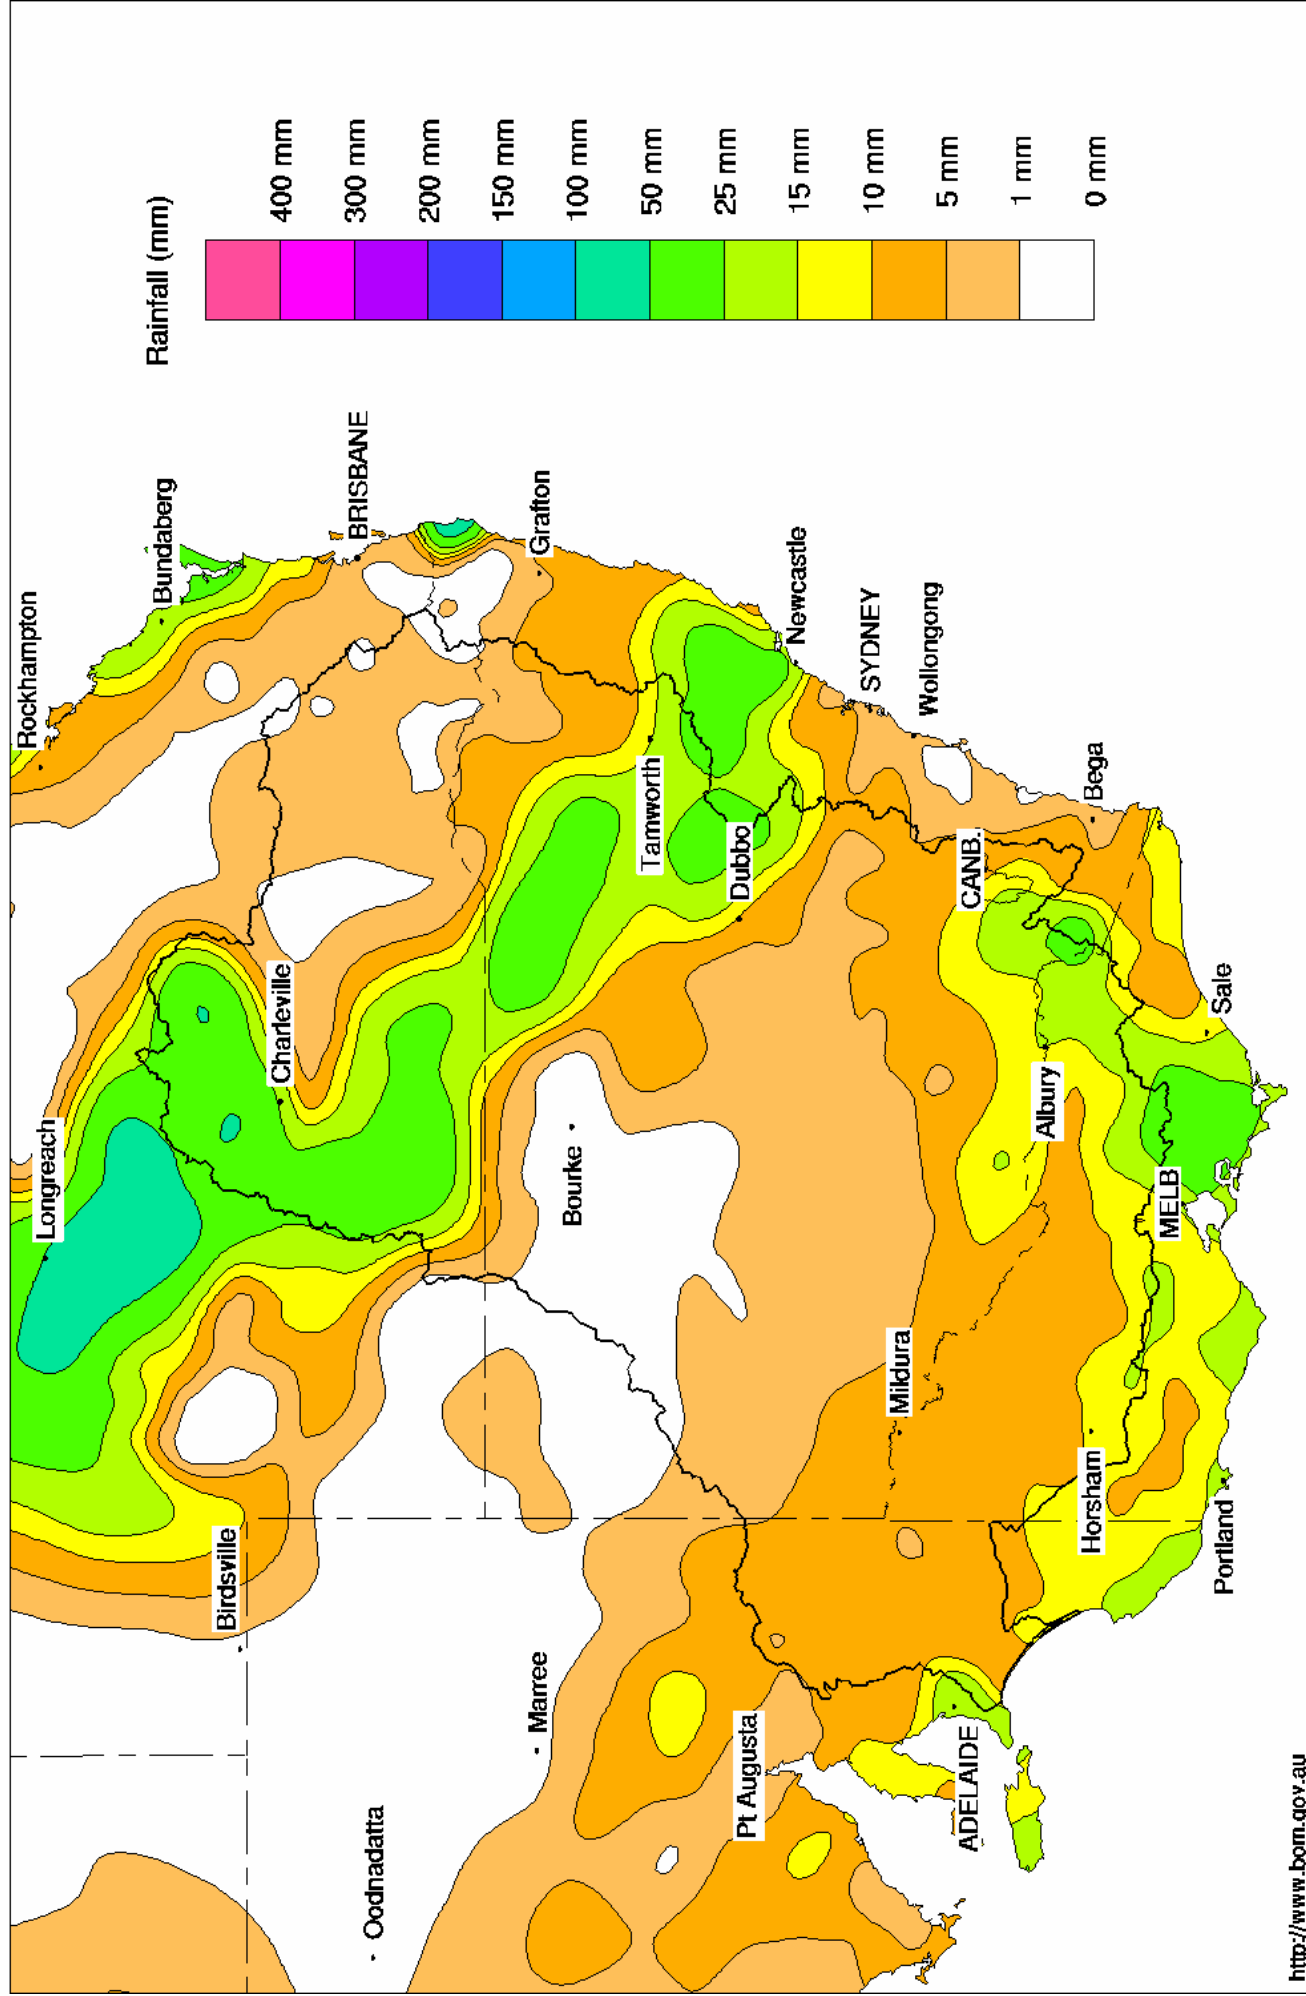 Rockhampton
Longreach
Bundaberg
Birdsville
Charleville
BRISBANE
Oodnadatta
Marree
Bourke
Grafton
Tamworth
Pt Augusta
Dubbo
Newcastle
Mildura
SYDNEY
ADELAIDE
CANB.
Wollongong
Albury
Horsham
Bega
MELB
Portland
Sale
Rainfall (mm)
400 mm
300 mm
200 mm
150 mm
100 mm
50 mm
25 mm
15 mm
10 mm
5 mm
1 mm
0 mm
http://www.bom.gov.au